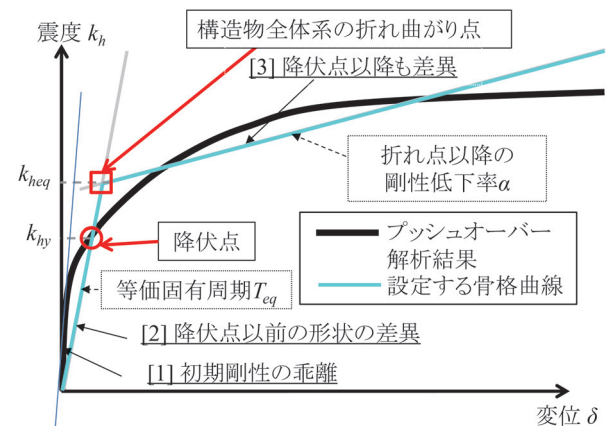 震度 kh
構造物全体系の折れ曲がり点
[3] 降伏点以降も差異
折れ点以降の
剛性低下率α
kheq
khy
降伏点
プッシュオーバー
解析結果
設定する骨格曲線
等価固有周期Teq
[2] 降伏点以前の形状の差異
[1] 初期剛性の乖離
変位 δ